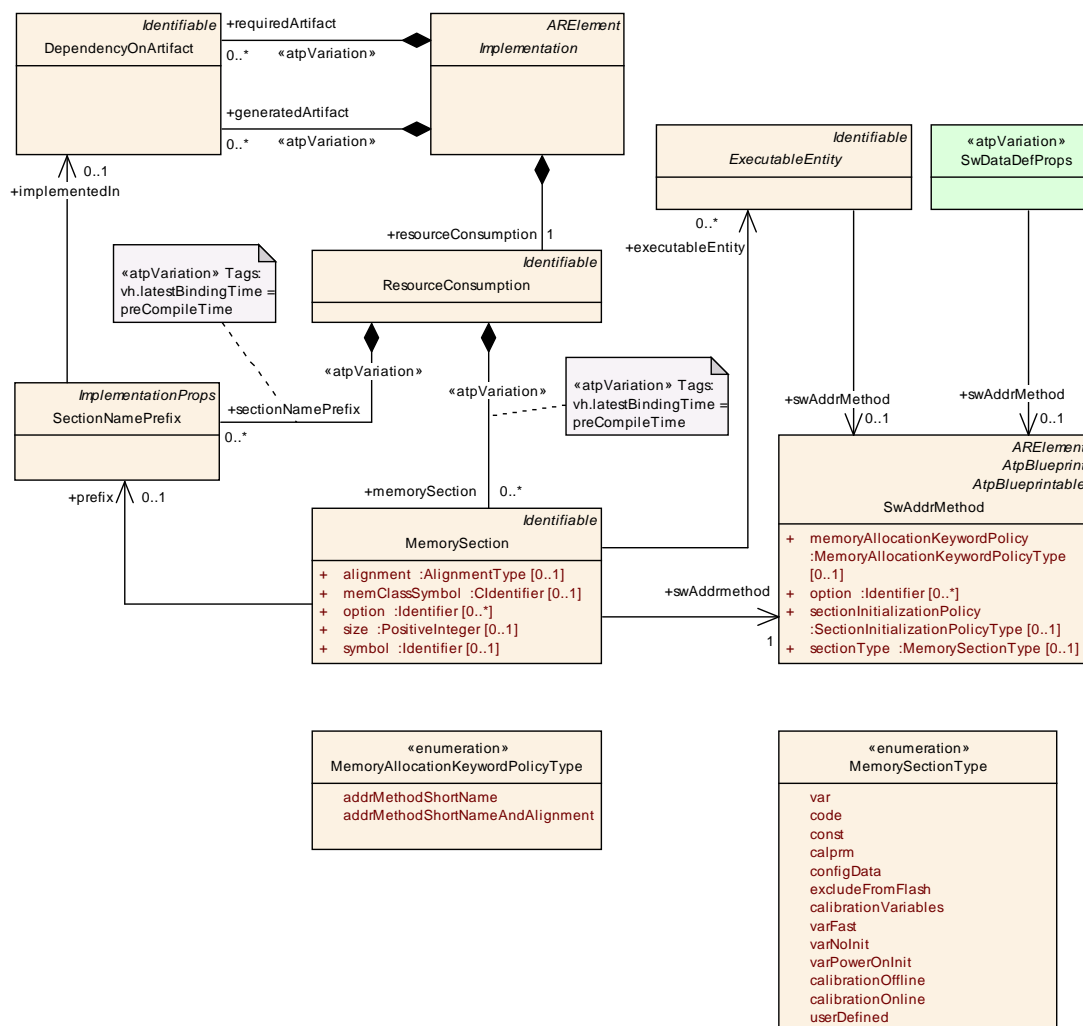 Identifiable
DependencyOnArtifact
+requiredArtifact
0..*
«atpVariation»
ARElement
Implementation
+generatedArtifact
0..*
«atpVariation»
0..1
+implementedIn
Identifiable
ExecutableEntity
«atpVariation»
SwDataDefProps
+resourceConsumption
1
0..*
+executableEntity
«atpVariation» Tags:
vh.latestBindingTime =
preCompileTime
Identifiable
ResourceConsumption
«atpVariation»
«atpVariation»
«atpVariation» Tags:
vh.latestBindingTime =
preCompileTime
ImplementationProps
SectionNamePrefix
+sectionNamePrefix
0..*
+swAddrMethod
0..1
+swAddrMethod
0..1
+prefix
0..1
+memorySection
0..*
ARElement
AtpBlueprint
AtpBlueprintable
SwAddrMethod
+ memoryAllocationKeywordPolicy
:MemoryAllocationKeywordPolicyType
[0..1]
+ option :Identifier [0..*]
+ sectionInitializationPolicy
:SectionInitializationPolicyType [0..1]
+ sectionType :MemorySectionType [0..1]
Identifiable
MemorySection
+ alignment :AlignmentType [0..1]
+ memClassSymbol :CIdentifier [0..1]
+ option :Identifier [0..*]
+ size :PositiveInteger [0..1]
+ symbol :Identifier [0..1]
+swAddrmethod
1
«enumeration»
MemoryAllocationKeywordPolicyType
addrMethodShortName
addrMethodShortNameAndAlignment
«enumeration»
MemorySectionType
var
code
const
calprm
configData
excludeFromFlash
calibrationVariables
varFast
varNoInit
varPowerOnInit
calibrationOffline
calibrationOnline
userDefined